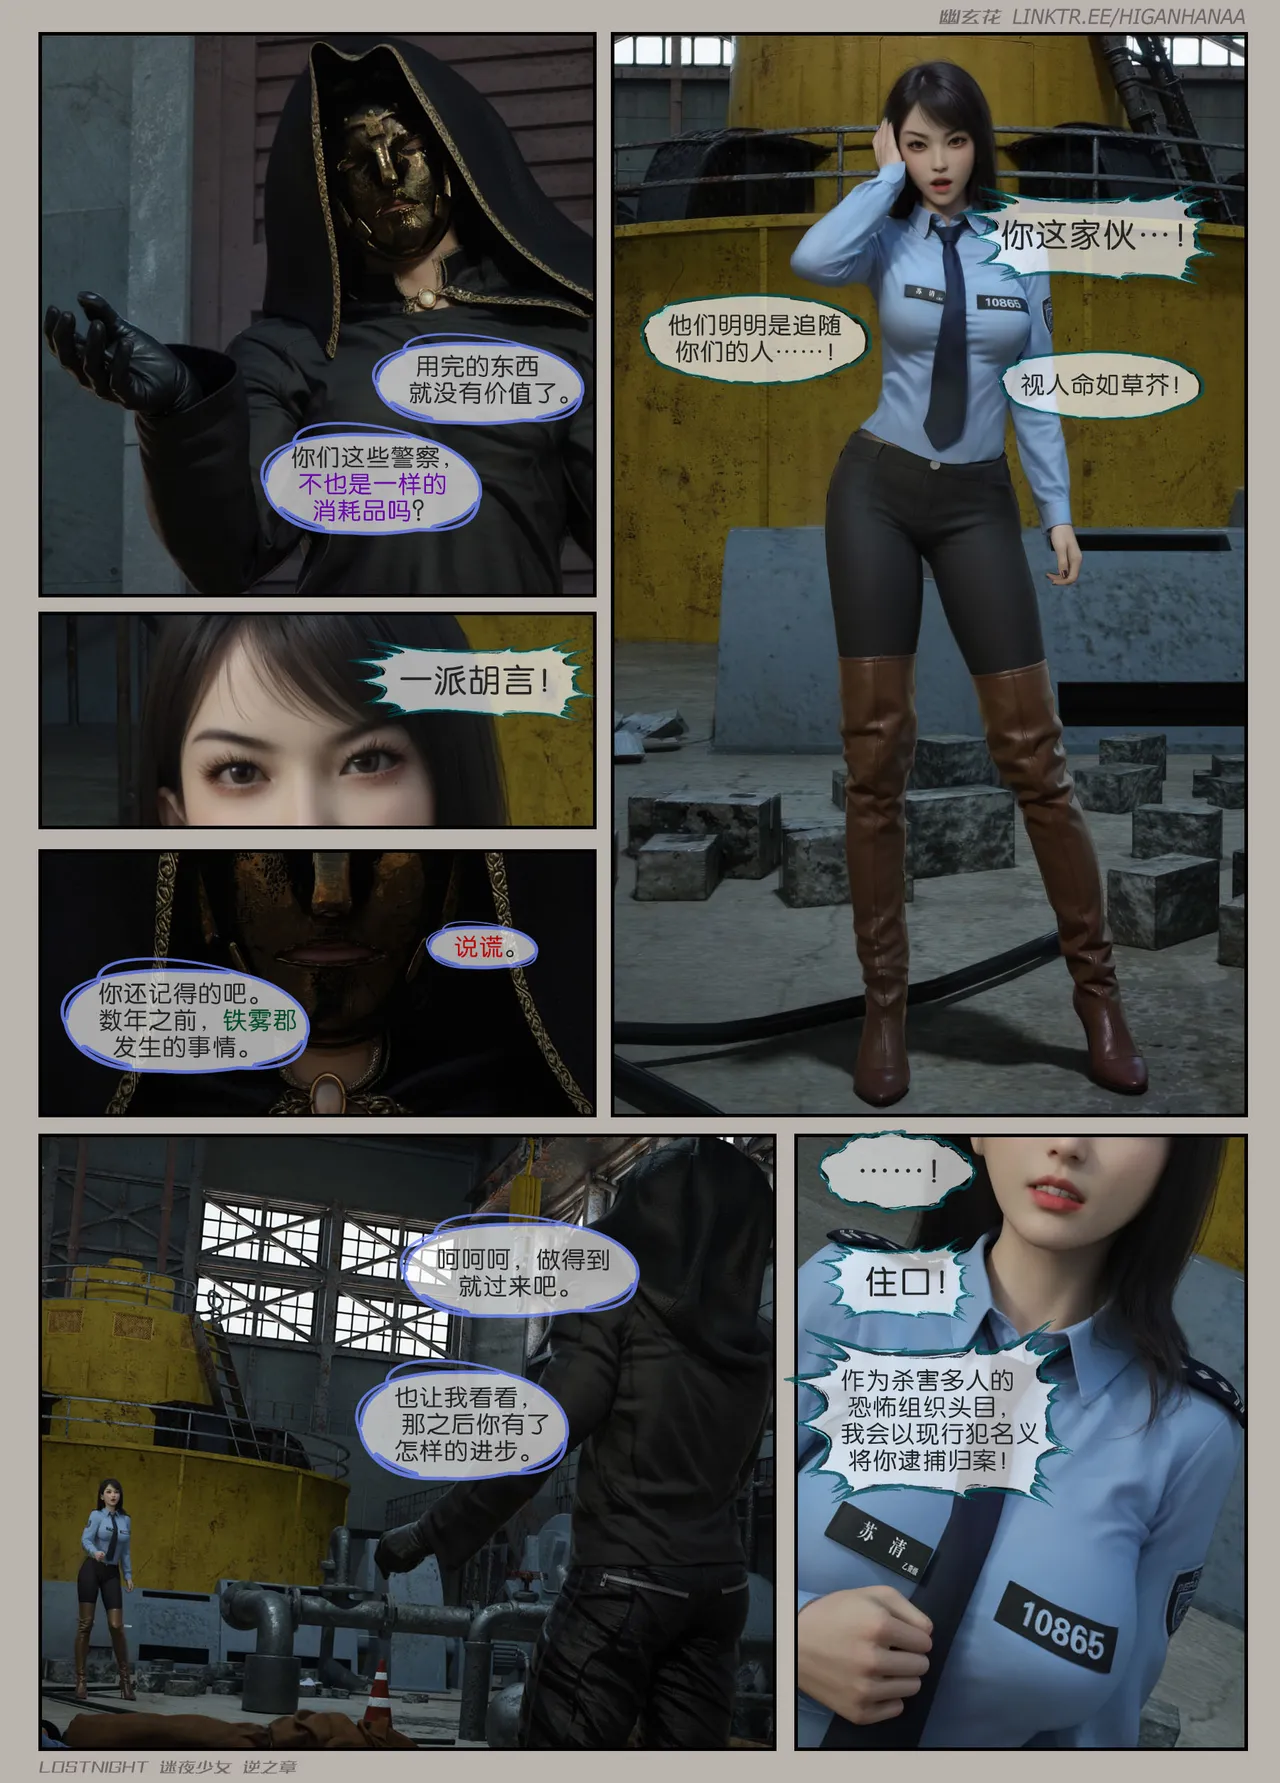 幽玄花 LINKTR.EE/HIGANHANAA
用完的东西
就没有价值了。
你们这些警察，
不也是一样的
消耗品吗？
你这家伙…！
他们明明是追随
你们的人……！
视人命如草芥！
苏 清
10865
一派胡言！
说谎。
你还记得的吧。
数年之前，铁雾郡
发生的事情。
呵呵呵，做得到
就过来吧。
也让我看看，
那之后你有了
怎样的进步。
……！
住口！
作为杀害多人的
恐怖组织头目，
我会以现行犯名义
将你逮捕归案！
苏 清
10865
LOSTNIGHT 迷夜少女 逆之章